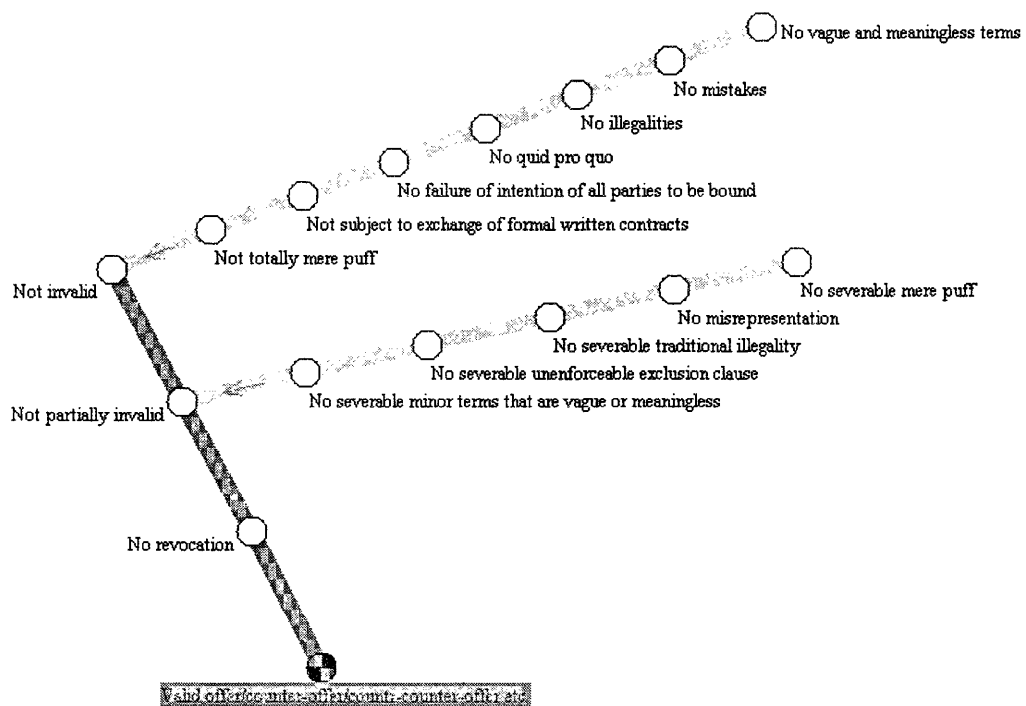 No vague and meaningless terms
No mistakes
No illegalities
No quid pro quo
No failure of intention of all parties to be bound
Not subject to exchange of formal written contracts
Not totally mere puff
Not invalid
No severable mere puff
No misrepresentation
No severable traditional illegality
No severable unenforceable exclusion clause
No severable minor terms that are vague or meaningless
Not partially invalid
No revocation
Valid offer/counter-offer/count-counter-offer etc